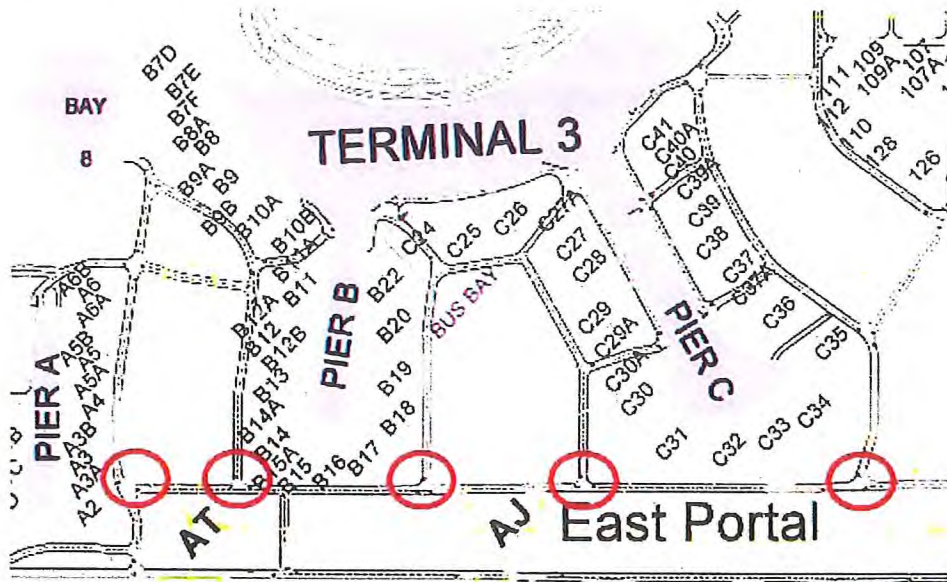 BAY
8
TERMINAL 3
B7D
B7E
B7F
B8A
B8
B9A
B9
B9B
B10A
B10B
B11
B12A
B12
B12B
B13
B14A
B14
B15A
B15
B16
B17
B18
B19
B20
B22
PIER A
A6B
A6
A6A
A5B
A5
A5A
A4
A3B
A3
A3A
A2
PIER B
BUS BAY
C24
C25
C26
C27A
C27
C28
C29
C29A
C30A
C30
C31
C32
C33
C34
C35
C36
C37A
C37
C38
C39
C39A
C40
C40A
C41
PIER C
111
109
109A
107
107A
110
128
126
AT
AJ
East Portal